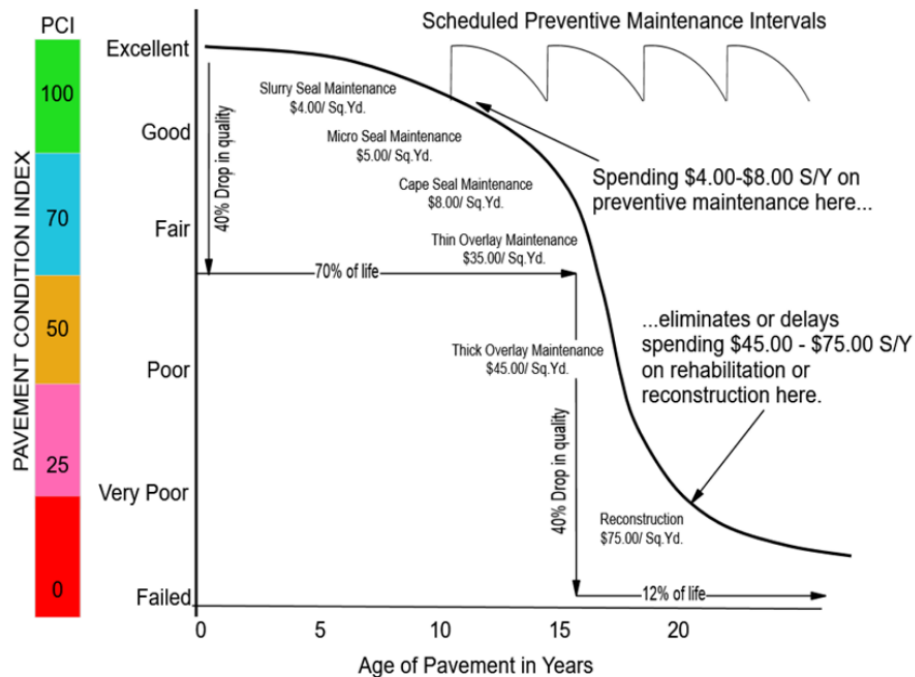 PCI
Scheduled Preventive Maintenance Intervals
PAVEMENT CONDITION INDEX
100
70
50
25
0
Excellent
Good
Fair
Poor
Very Poor
Failed
40% Drop in quality
Slurry Seal Maintenance
$4.00/ Sq.Yd.
Micro Seal Maintenance
$5.00/ Sq.Yd.
Cape Seal Maintenance
$8.00/ Sq.Yd.
Thin Overlay Maintenance
$35.00/ Sq.Yd.
70% of life
Spending $4.00-$8.00 S/Y on
preventive maintenance here...
Thick Overlay Maintenance
$45.00/ Sq.Yd.
...eliminates or delays
spending $45.00 - $75.00 S/Y
on rehabilitation or
reconstruction here.
40% Drop in quality
Reconstruction
$75.00/ Sq.Yd.
12% of life
0
5
10
15
20
Age of Pavement in Years